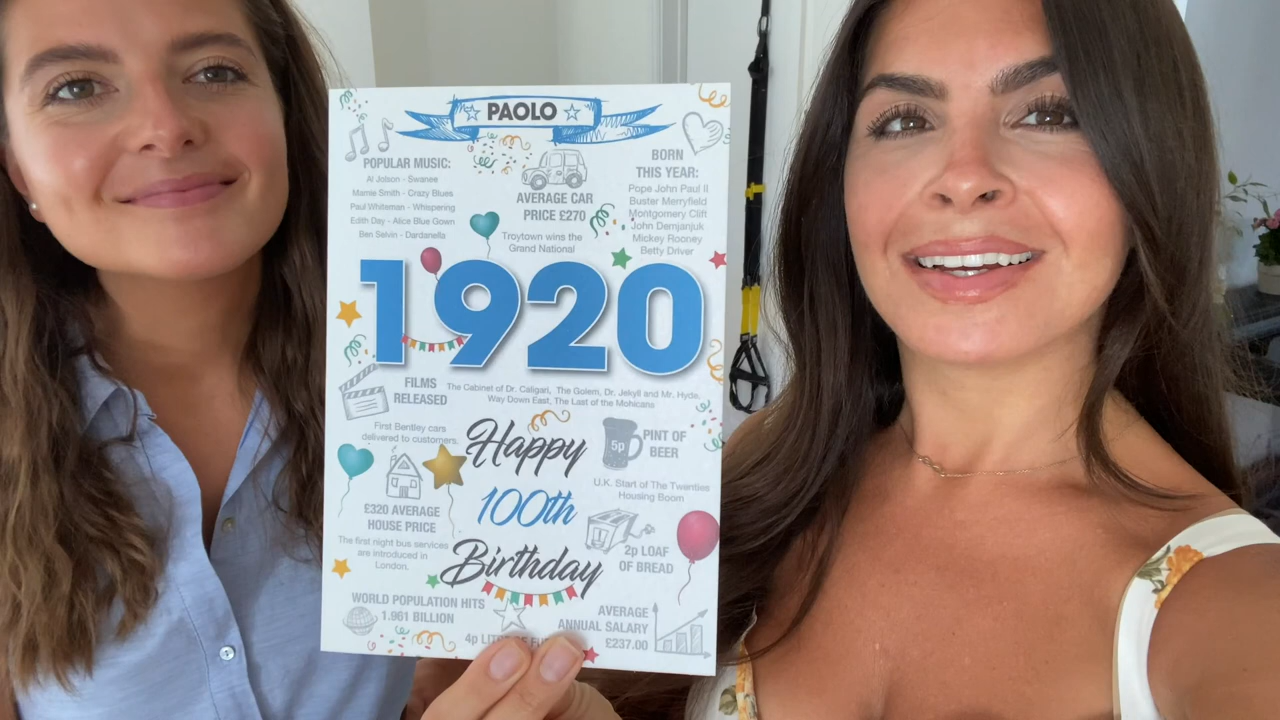 PAOLO
POPULAR MUSIC:
Al Jolson - Swanee
Mamie Smith - Crazy Blues
Paul Whiteman - Whispering
Edith Day - Alice Blue Gown
Ben Selvin - Dardanella
AVERAGE CAR
PRICE £270
Troytown wins the
Grand National
BORN
THIS YEAR:
Pope John Paul II
Buster Merryfield
Montgomery Clift
John Demjanjuk
Mickey Rooney
Betty Driver
1920
FILMS
RELEASED
The Cabinet of Dr. Caligari, The Golem, Dr. Jekyll and Mr. Hyde,
Way Down East, The Last of the Mohicans
First Bentley cars
delivered to customers.
Happy
100th
Birthday
5p
PINT OF
BEER
U.K. Start of The Twenties
Housing Boom
£320 AVERAGE
HOUSE PRICE
2p LOAF
OF BREAD
The first night bus services
are introduced in
London.
WORLD POPULATION HITS
1.961 BILLION
4p LITRE OF
AVERAGE
ANNUAL SALARY
£237.00